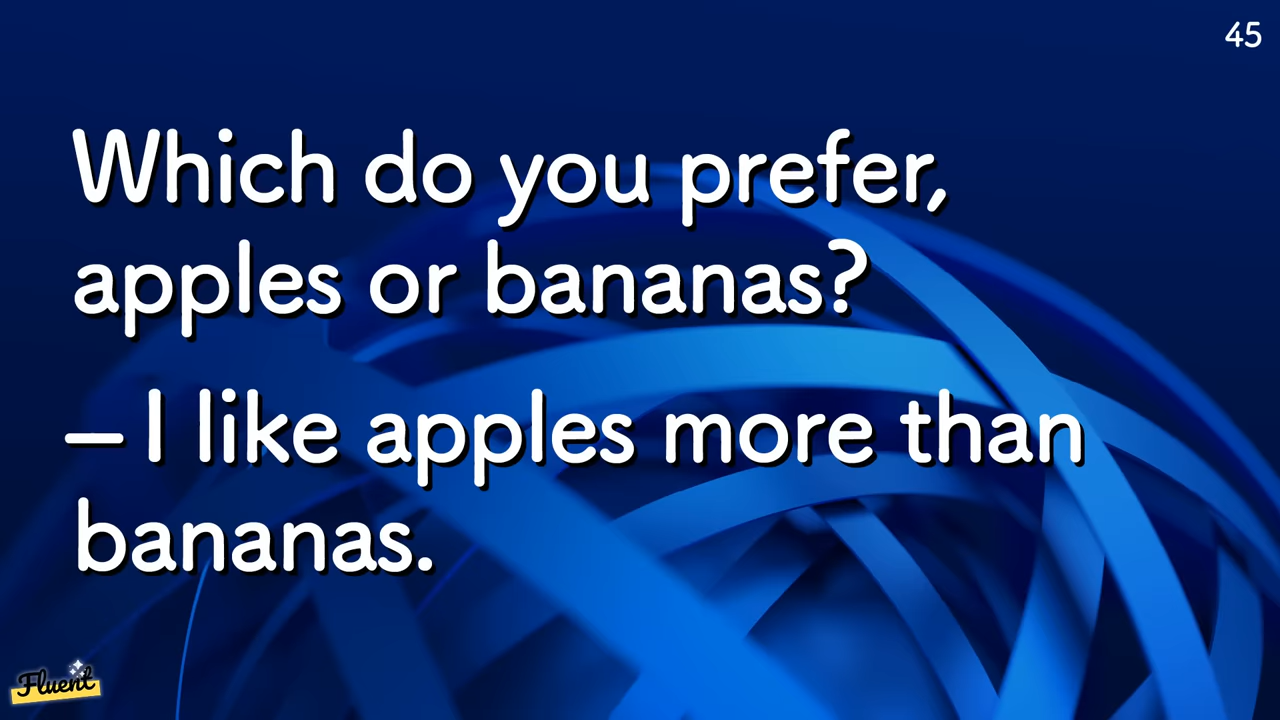 45
Which do you prefer,
apples or bananas?
– I like apples more than
bananas.
Fluent